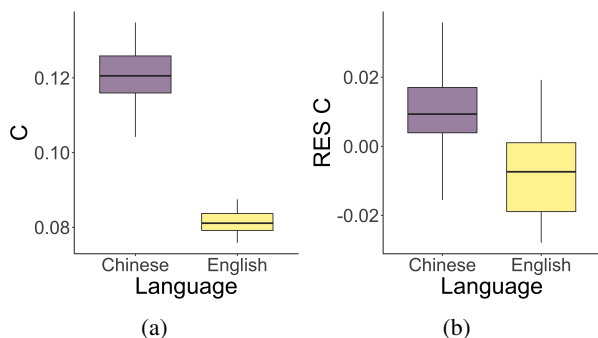 C
0.12
0.10
0.08
Chinese English
Language
(a)
RES C
0.02
0.00
-0.02
Chinese English
Language
(b)